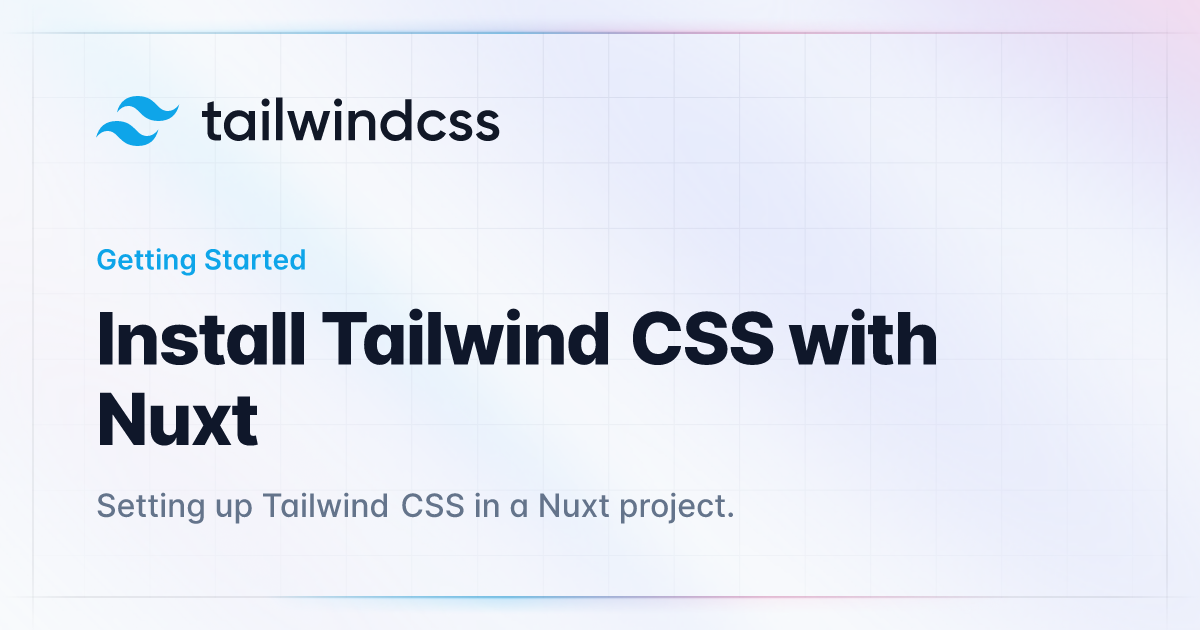 tailwindcss
Getting Started
Install Tailwind CSS with
Nuxt
Setting up Tailwind CSS in a Nuxt project.